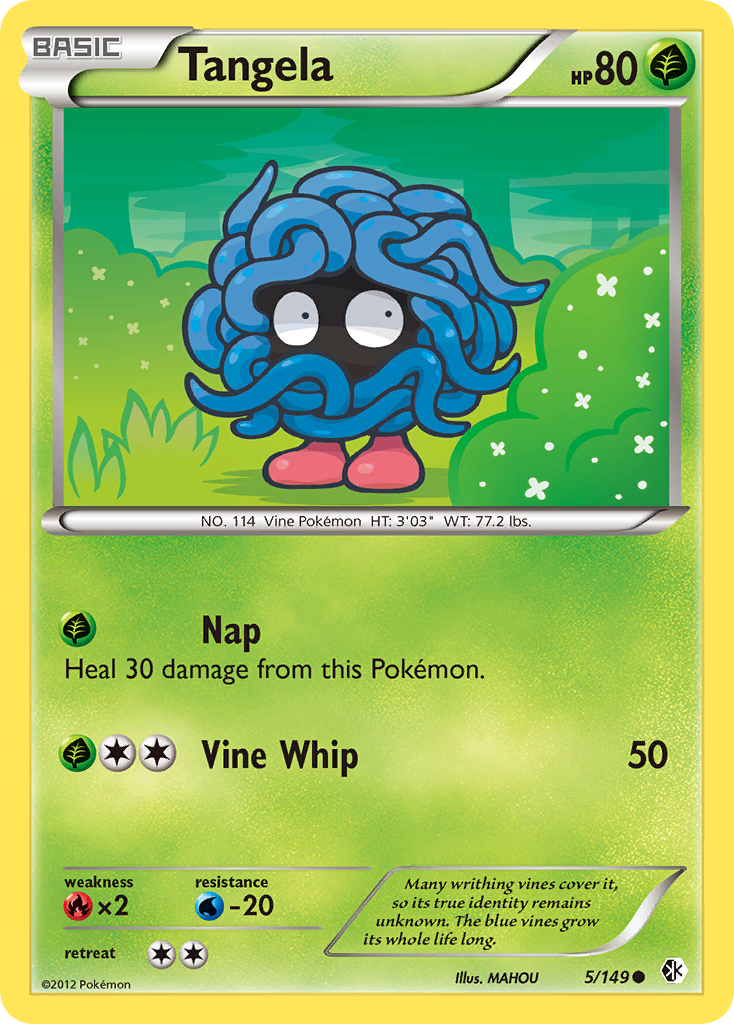 BASIC Tangela HP80
NO. 114 Vine Pokémon HT: 3'03" WT: 77.2 lbs.
Nap
Heal 30 damage from this Pokémon.
Vine Whip 50
weakness resistance
×2 -20
retreat
Many writhing vines cover it,
so its true identity remains
unknown. The blue vines grow
its whole life long.
©2012 Pokémon Illus. MAHOU 5/149